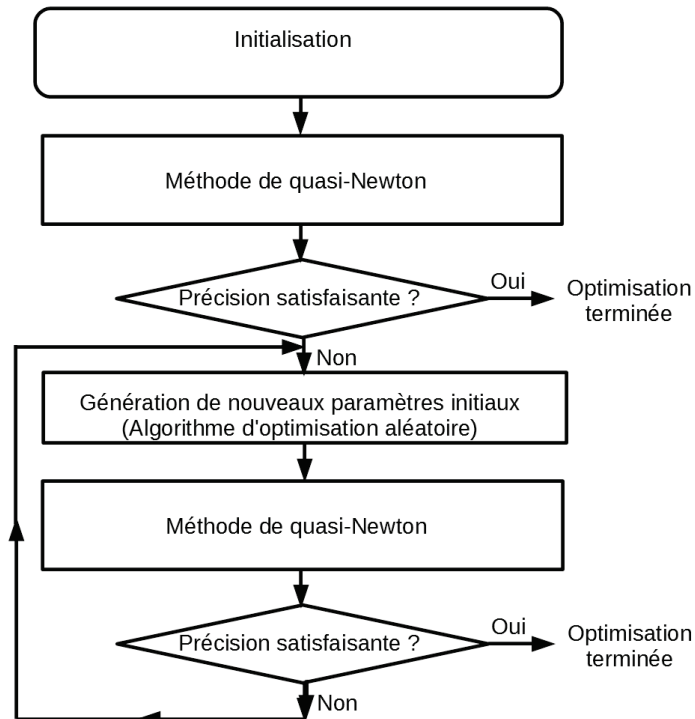 Initialisation
Méthode de quasi-Newton
Précision satisfaisante ?
Oui
Optimisation
terminée
Non
Génération de nouveaux paramètres initiaux
(Algorithme d'optimisation aléatoire)
Méthode de quasi-Newton
Précision satisfaisante ?
Oui
Optimisation
terminée
Non